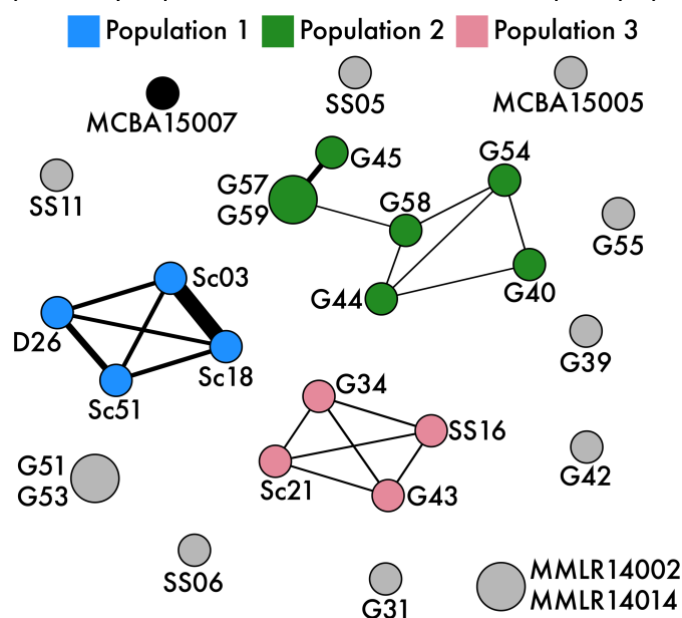 Population 1 Population 2 Population 3
SS05
MCBA15005
MCBA15007
G45
G54
G57
G59
SS11
G58
G55
Sc03
G40
G44
D26
G39
Sc18
G34
Sc51
SS16
G51
G53
G42
Sc21
G43
SS06
MMLR14002
MMLR14014
G31